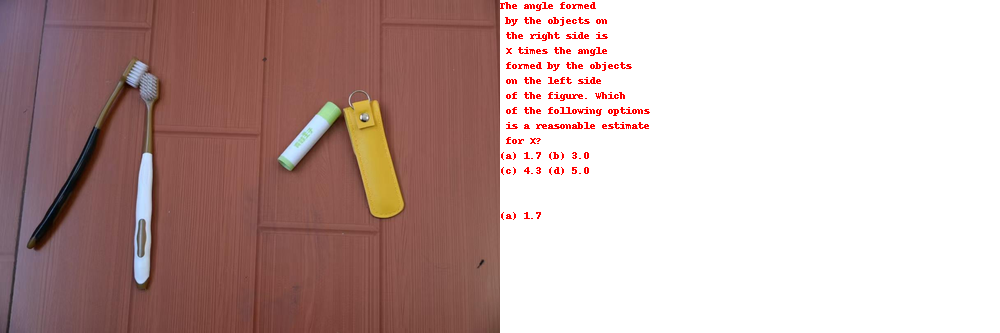 The angle formed
by the objects on
the right side is
X times the angle
formed by the objects
on the left side
of the figure. Which
of the following options
is a reasonable estimate
for X?
(a) 1.7 (b) 3.0
(c) 4.3 (d) 5.0
(a) 1.7